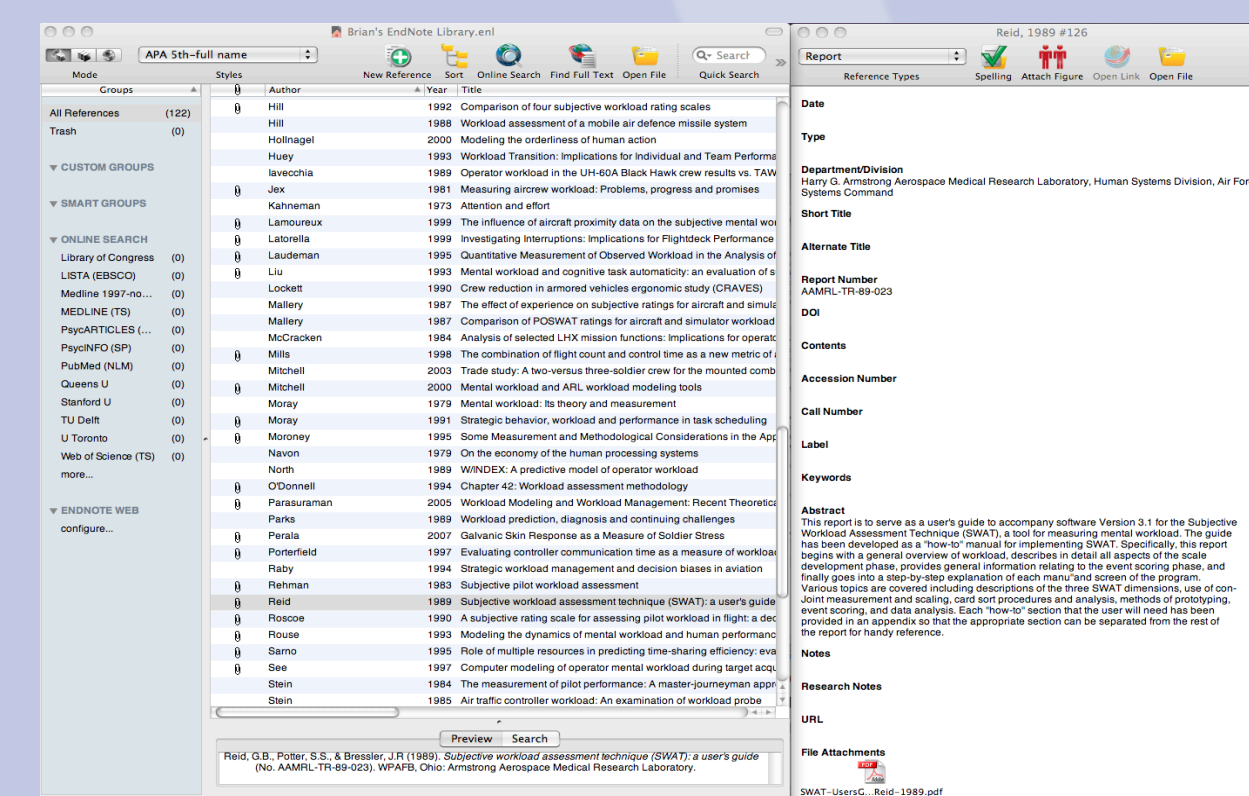 Brian's EndNote Library.enl
APA 5th-full name
Search
Mode
Styles
New Reference
Sort
Online Search
Find Full Text
Open File
Quick Search
Groups
All References (122)
Trash (0)
CUSTOM GROUPS
SMART GROUPS
ONLINE SEARCH
Library of Congress (0)
LISTA (EBSCO) (0)
Medline 1997-no... (0)
MEDLINE (TS) (0)
PsycARTICLES (... (0)
PsycINFO (SP) (0)
PubMed (NLM) (0)
Queens U (0)
Stanford U (0)
TU Delft (0)
U Toronto (0)
Web of Science (TS) (0)
more...
ENDNOTE WEB
configure...
Author Year Title
Hill 1992 Comparison of four subjective workload rating scales
Hill 1988 Workload assessment of a mobile air defence missile system
Hollnagel 2000 Modeling the orderliness of human action
Huey 1993 Workload Transition: Implications for Individual and Team Performa
Iavecchia 1989 Operator workload in the UH-60A Black Hawk crew results vs. TAW
Jex 1981 Measuring aircrew workload: Problems, progress and promises
Kahneman 1973 Attention and effort
Lamoureux 1999 The influence of aircraft proximity data on the subjective mental wor
Latorella 1999 Investigating Interruptions: Implications for Flightdeck Performance
Laudeman 1995 Quantitative Measurement of Observed Workload in the Analysis of
Liu 1993 Mental workload and cognitive task automaticity: an evaluation of s
Lockett 1990 Crew reduction in armored vehicles ergonomic study (CRAVES)
Mallery 1987 The effect of experience on subjective ratings for aircraft and simula
Mallery 1987 Comparison of POSWAT ratings for aircraft and simulator workload
McCracken 1984 Analysis of selected LHX mission functions: Implications for operato
Mills 1998 The combination of flight count and control time as a new metric of
Mitchell 2003 Trade study: A two-versus three-soldier crew for the mounted comb
Mitchell 2000 Mental workload and ARL workload modeling tools
Moray 1979 Mental workload: Its theory and measurement
Moray 1991 Strategic behavior, workload and performance in task scheduling
Moroney 1995 Some Measurement and Methodological Considerations in the App
Navon 1979 On the economy of the human processing systems
North 1989 W/INDEX: A predictive model of operator workload
O'Donnell 1994 Chapter 42: Workload assessment methodology
Parasuraman 2005 Workload Modeling and Workload Management: Recent Theoretica
Parks 1989 Workload prediction, diagnosis and continuing challenges
Perala 2007 Galvanic Skin Response as a Measure of Soldier Stress
Porterfield 1997 Evaluating controller communication time as a measure of workload
Raby 1994 Strategic workload management and decision biases in aviation
Rehman 1983 Subjective pilot workload assessment
Reid 1989 Subjective workload assessment technique (SWAT): a user's guide
Roscoe 1990 A subjective rating scale for assessing pilot workload in flight: a dec
Rouse 1993 Modeling the dynamics of mental workload and human performanc
Sarno 1995 Role of multiple resources in predicting time-sharing efficiency: eva
See 1997 Computer modeling of operator mental workload during target acqu
Stein 1984 The measurement of pilot performance: A master-journeyman appr
Stein 1985 Air traffic controller workload: An examination of workload probe
Preview
Search
Reid, G.B., Potter, S.S., & Bressler, J.R (1989). Subjective workload assessment technique (SWAT): a user's guide
(No. AAMRL-TR-89-023). WPAFB, Ohio: Armstrong Aerospace Medical Research Laboratory.
Reid, 1989 #126
Report
Reference Types
Spelling
Attach Figure
Open Link
Open File
Date
Type
Department/Division
Harry G. Armstrong Aerospace Medical Research Laboratory, Human Systems Division, Air For
Systems Command
Short Title
Alternate Title
Report Number
AAMRL-TR-89-023
DOI
Contents
Accession Number
Call Number
Label
Keywords
Abstract
This report is to serve as a user's guide to accompany software Version 3.1 for the Subjective
Workload Assessment Technique (SWAT), a tool for measuring mental workload. The guide
has been developed as a "how-to" manual for implementing SWAT. Specifically, this report
begins with a general overview of workload, describes in detail all aspects of the scale
development phase, provides general information relating to the event scoring phase, and
finally goes into a step-by-step explanation of each manu"and screen of the program.
Various topics are covered including descriptions of the three SWAT dimensions, use of con-
Joint measurement and scaling, card sort procedures and analysis, methods of prototyping,
event scoring, and data analysis. Each "how-to" section that the user will need has been
provided in an appendix so that the appropriate section can be separated from the rest of
the report for handy reference.
Notes
Research Notes
URL
File Attachments
PDF
SWAT-UsersG...Reid-1989.pdf